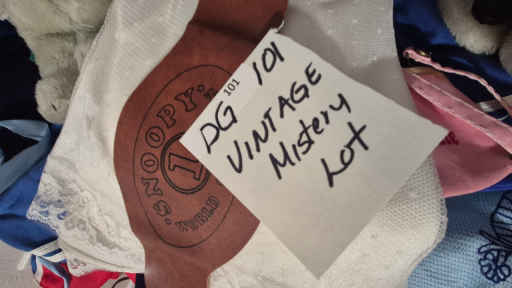 101
DG 101
VINTAGE
Mistery
Lot
SNOOPY'S
1
WORLD